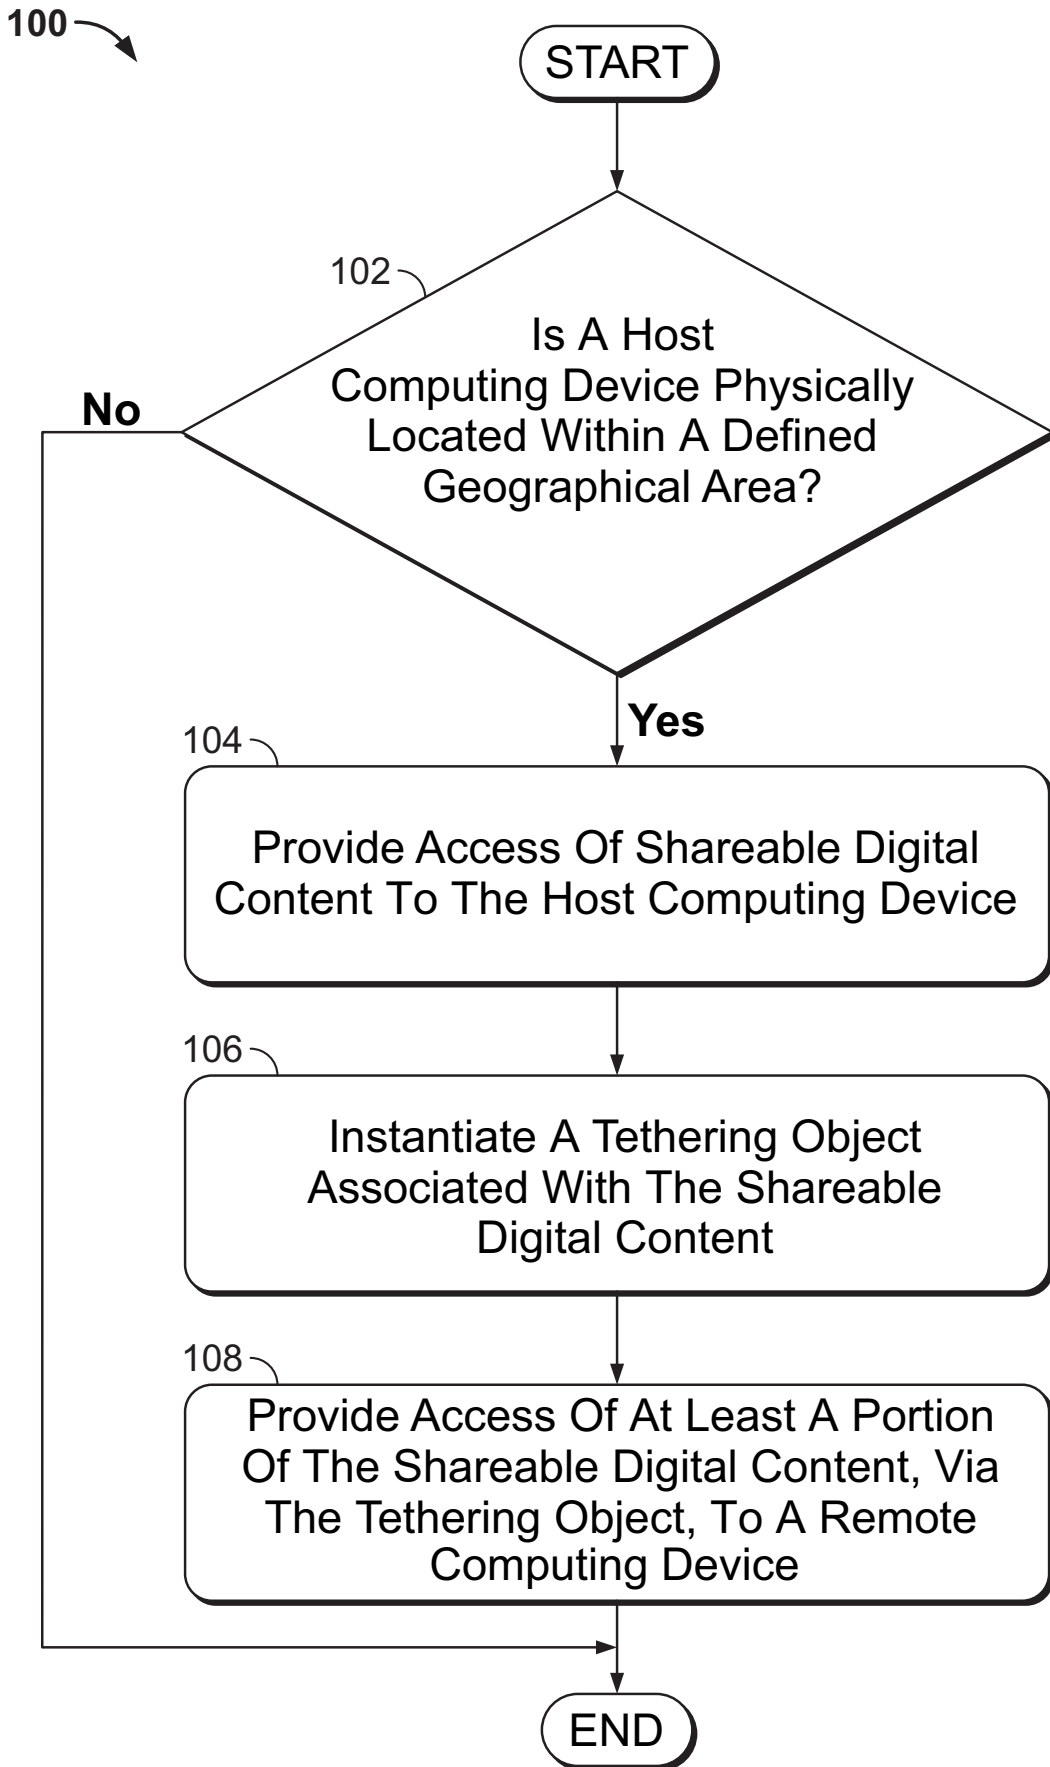 100
START
102
Is A Host
Computing Device Physically
Located Within A Defined
Geographical Area?
No
Yes
104
Provide Access Of Shareable Digital
Content To The Host Computing Device
106
Instantiate A Tethering Object
Associated With The Shareable
Digital Content
108
Provide Access Of At Least A Portion
Of The Shareable Digital Content, Via
The Tethering Object, To A Remote
Computing Device
END